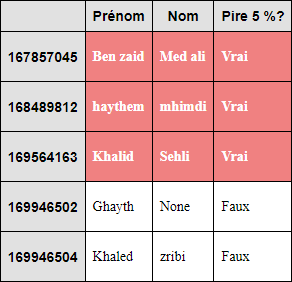 Prénom Nom Pire 5 %?
167857045 Ben zaid Med ali Vrai
168489812 haythem mhimdi Vrai
169564163 Khalid Sehli Vrai
169946502 Ghayth None Faux
169946504 Khaled zribi Faux